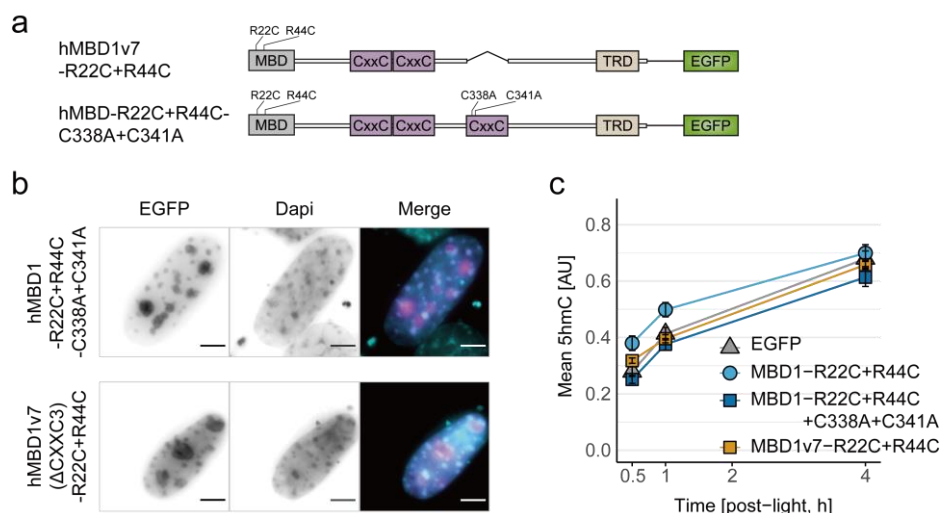 a
hMBD1v7
-R22C+R44C
R22C R44C
MBD
CxxC CxxC
TRD
EGFP
hMBD-R22C+R44C-
C338A+C341A
R22C R44C
C338A C341A
MBD
CxxC CxxC
CxxC
TRD
EGFP
b
EGFP Dapi Merge
hMBD1
-R22C+R44C
-C338A+C341A
hMBD1v7
(ΔCXXC3)
-R22C+R44C
c
Mean 5hmC [AU]
0.8
0.6
0.4
0.2
0.0
EGFP
MBD1−R22C+R44C
MBD1−R22C+R44C
+C338A+C341A
MBD1v7−R22C+R44C
0.5 1 2 4
Time [post-light, h]